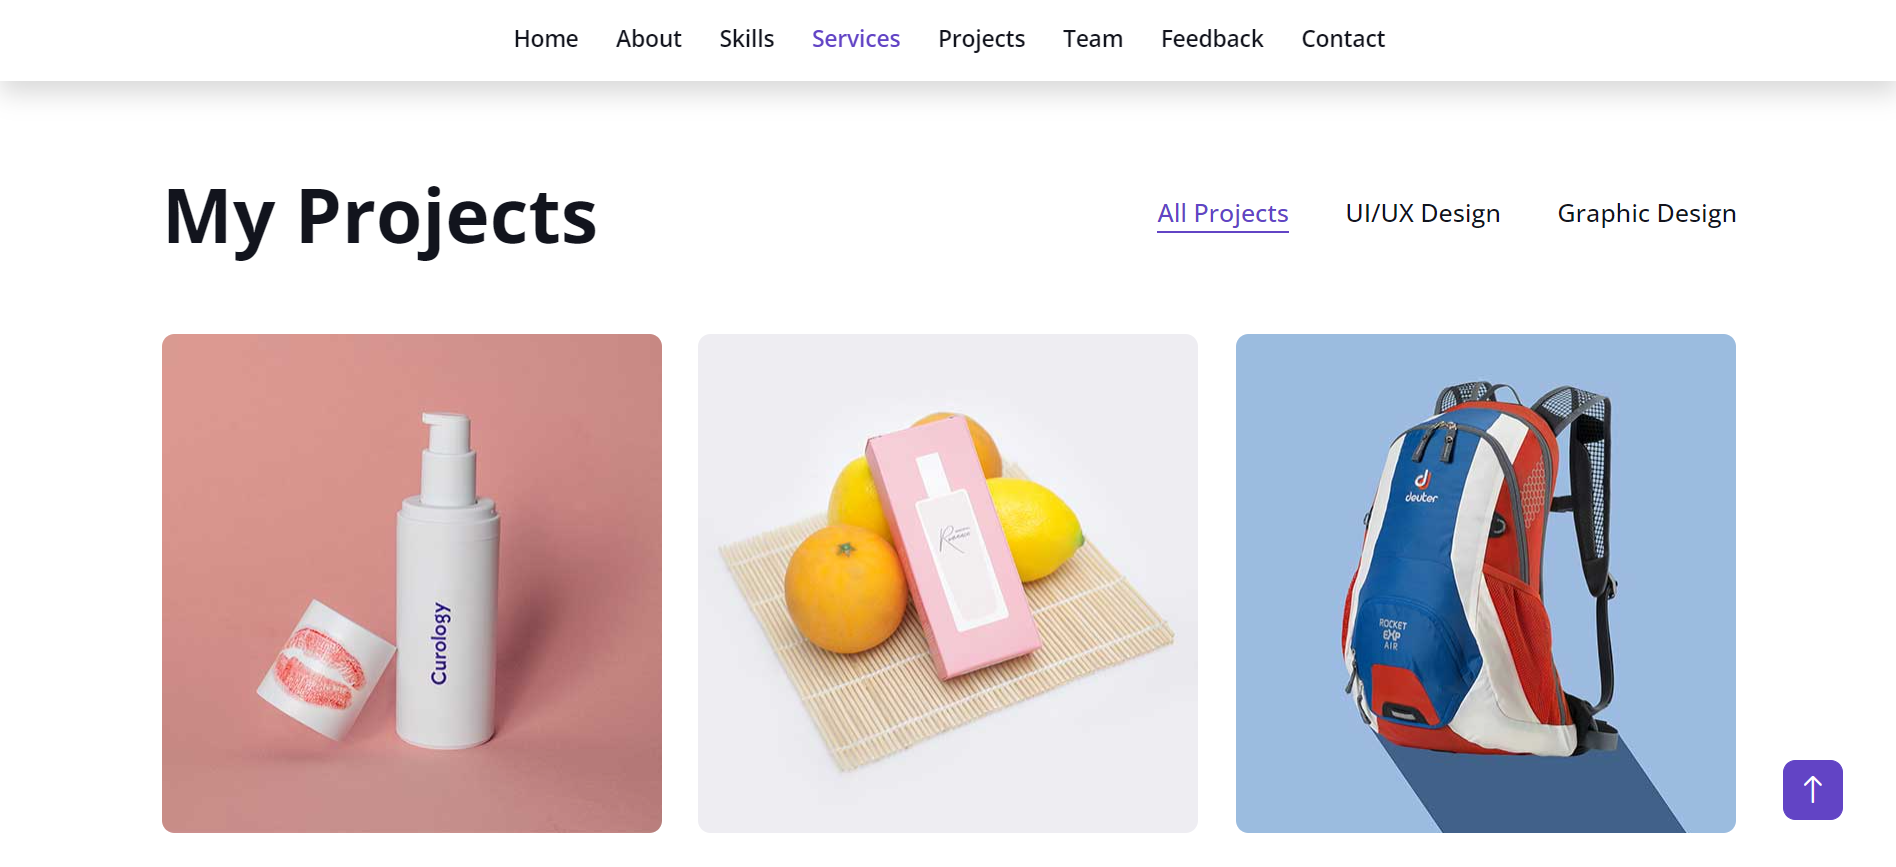 Home About Skills Services Projects Team Feedback Contact
My Projects
All Projects UI/UX Design Graphic Design
Curology
Romance
deuter
ROCKET
EXP
AIR